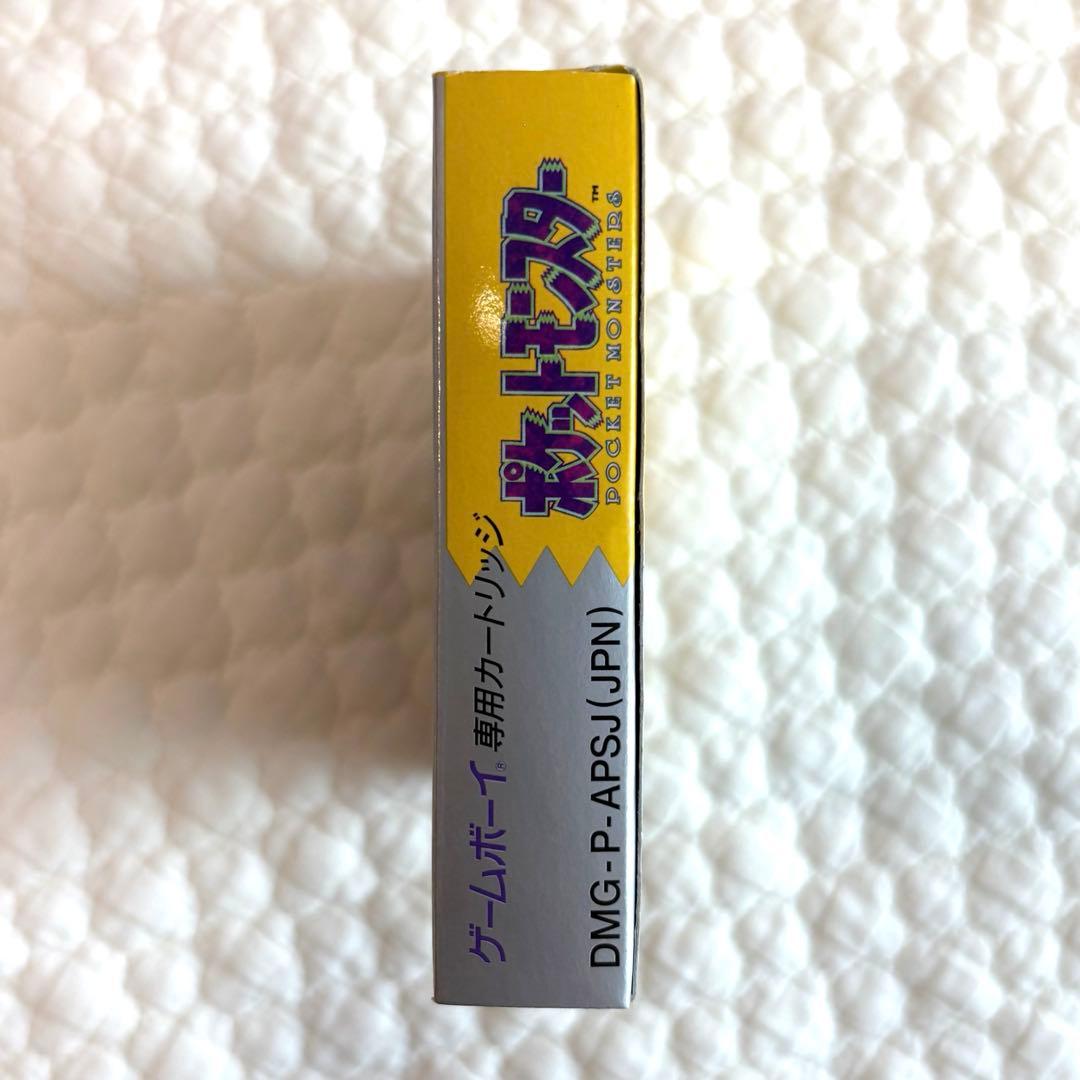 ゲームボーイ® 専用カートリッジ
ポケットモンスター™
POCKET MONSTERS
DMG-P-APSJ(JPN)